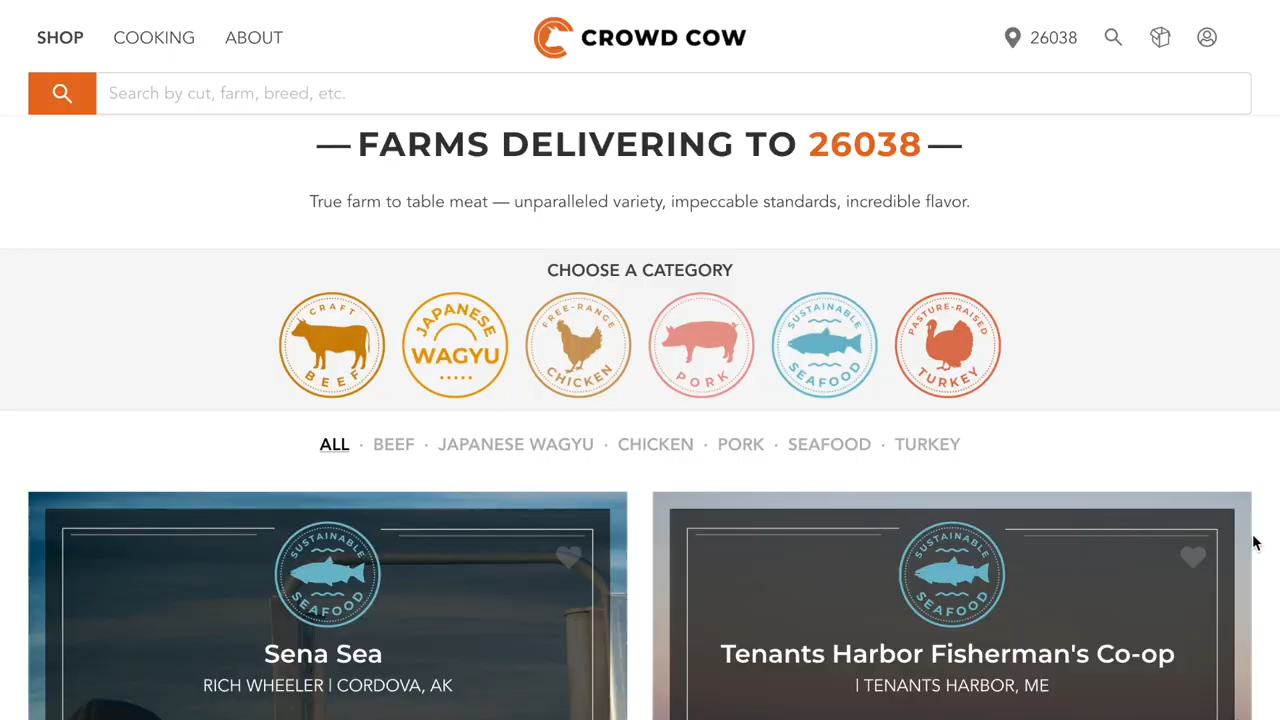 SHOP
COOKING
ABOUT
CROWD COW
26038
Search by cut, farm, breed, etc.
— FARMS DELIVERING TO 26038 —
True farm to table meat — unparalleled variety, impeccable standards, incredible flavor.
CHOOSE A CATEGORY
CRAFT
BEEF
JAPANESE
WAGYU
FREE-RANGE
CHICKEN
PORK
SUSTAINABLE
SEAFOOD
PASTURE-RAISED
TURKEY
ALL · BEEF · JAPANESE WAGYU · CHICKEN · PORK · SEAFOOD · TURKEY
SUSTAINABLE
SEAFOOD
Sena Sea
RICH WHEELER | CORDOVA, AK
SUSTAINABLE
SEAFOOD
Tenants Harbor Fisherman's Co-op
| TENANTS HARBOR, ME